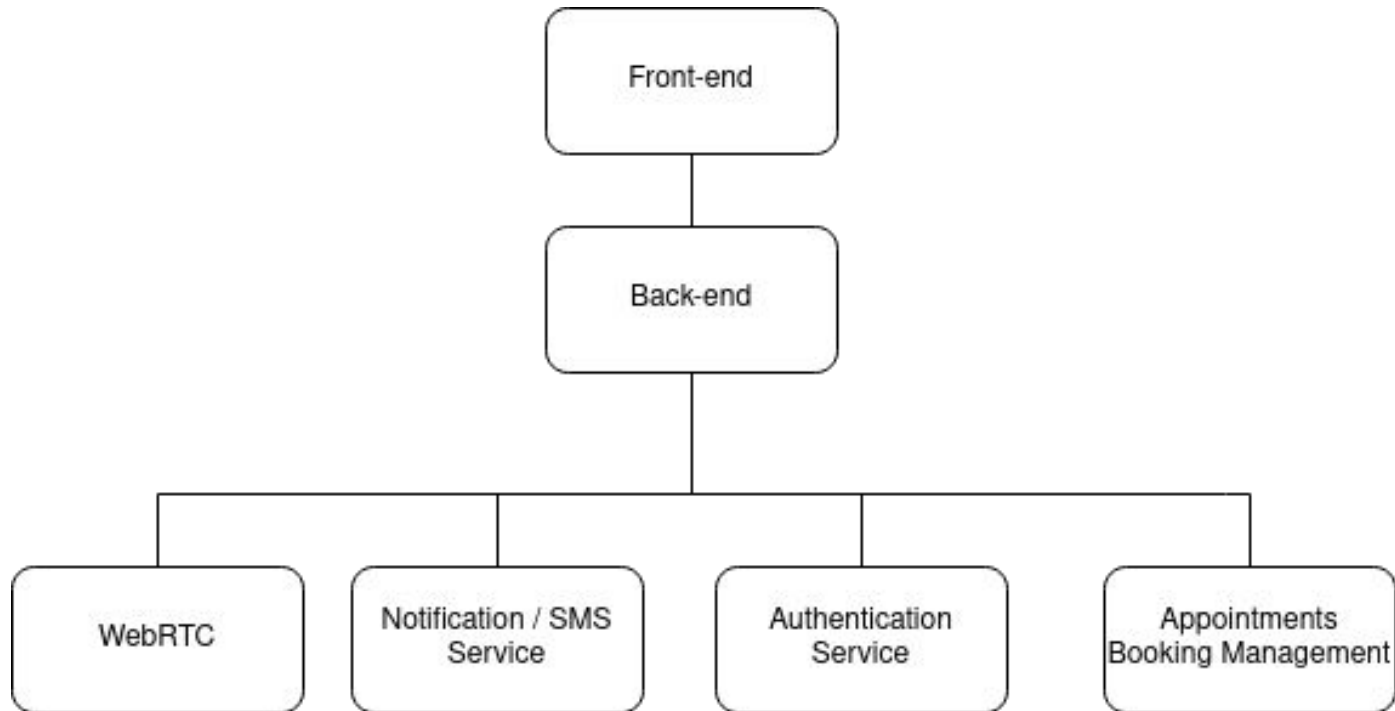 Front-end
Back-end
WebRTC
Notification / SMS
Service
Authentication
Service
Appointments
Booking Management